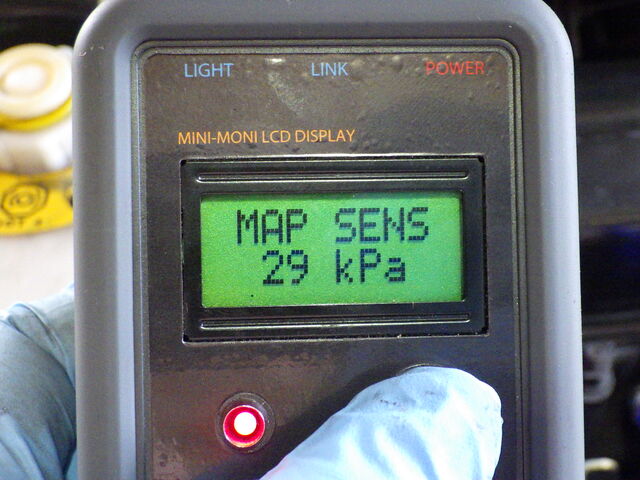 LIGHT LINK POWER
MINI-MONI LCD DISPLAY
MAP SENS
29 kPa